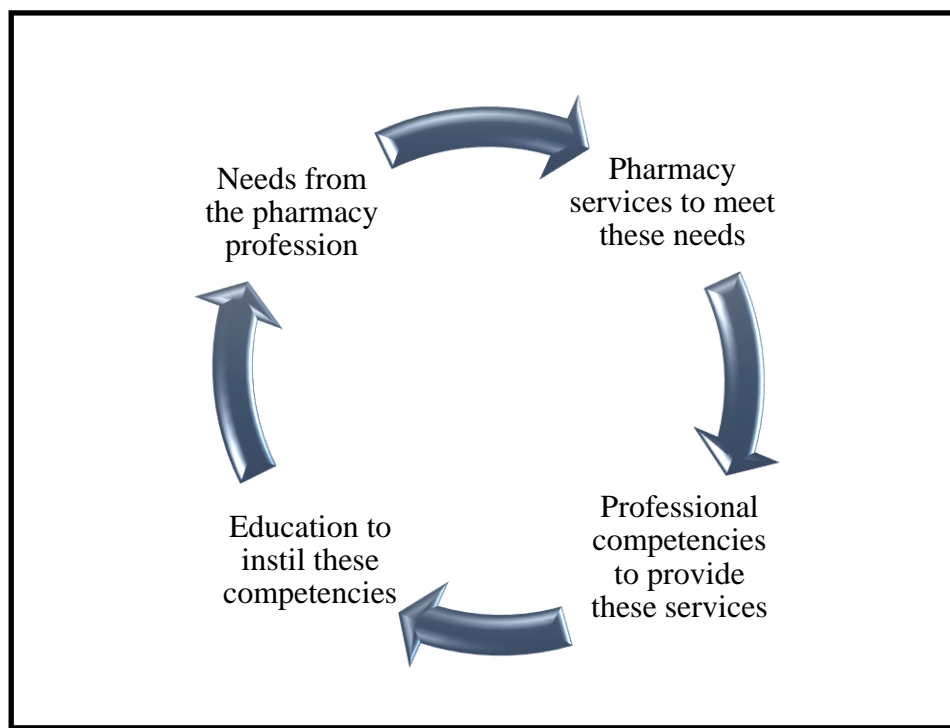 Needs from
the pharmacy
profession
Pharmacy
services to meet
these needs
Professional
competencies
to provide
these services
Education to
instil these
competencies